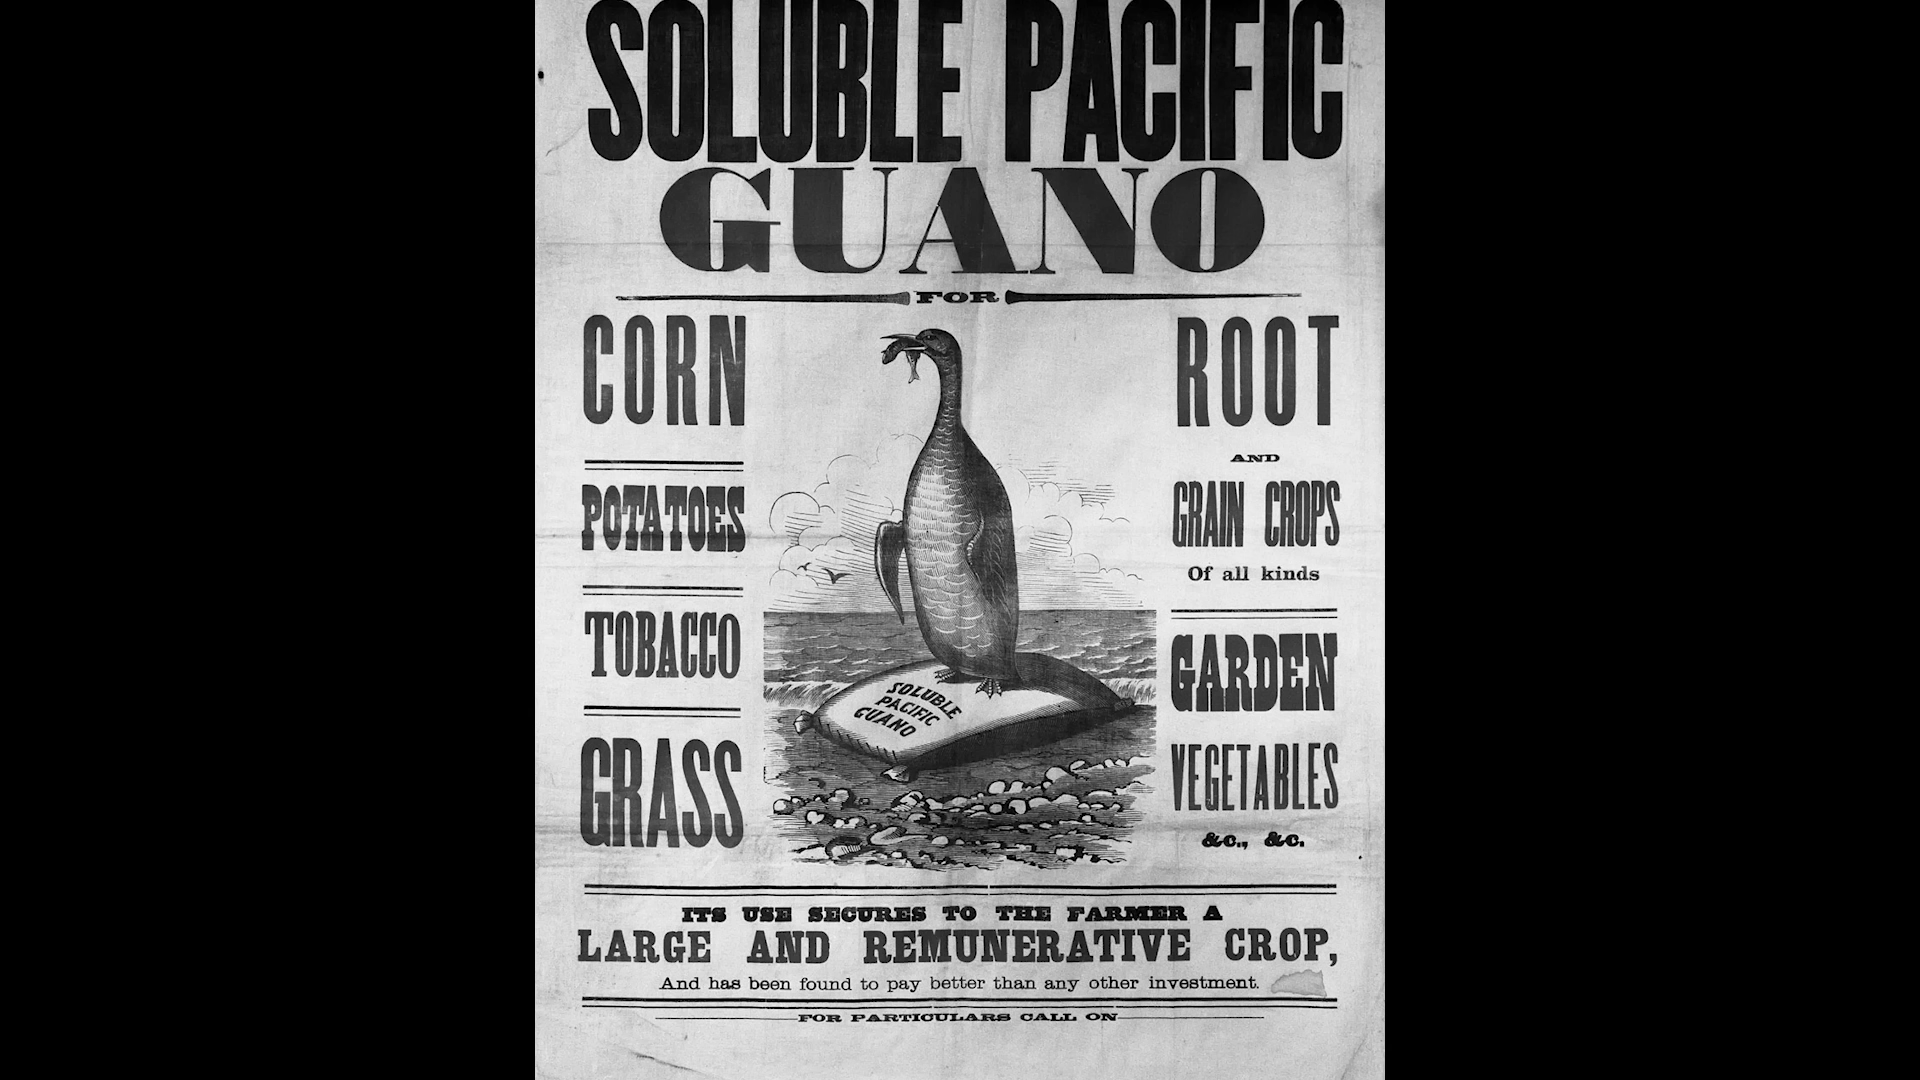 SOLUBLE PACIFIC
GUANO
FOR
CORN
POTATOES
TOBACCO
GRASS
SOLUBLE
PACIFIC
GUANO
ROOT
AND
GRAIN CROPS
Of all kinds
GARDEN
VEGETABLES
&c., &c.
ITS USE SECURES TO THE FARMER A
LARGE AND REMUNERATIVE CROP,
And has been found to pay better than any other investment.
FOR PARTICULARS CALL ON